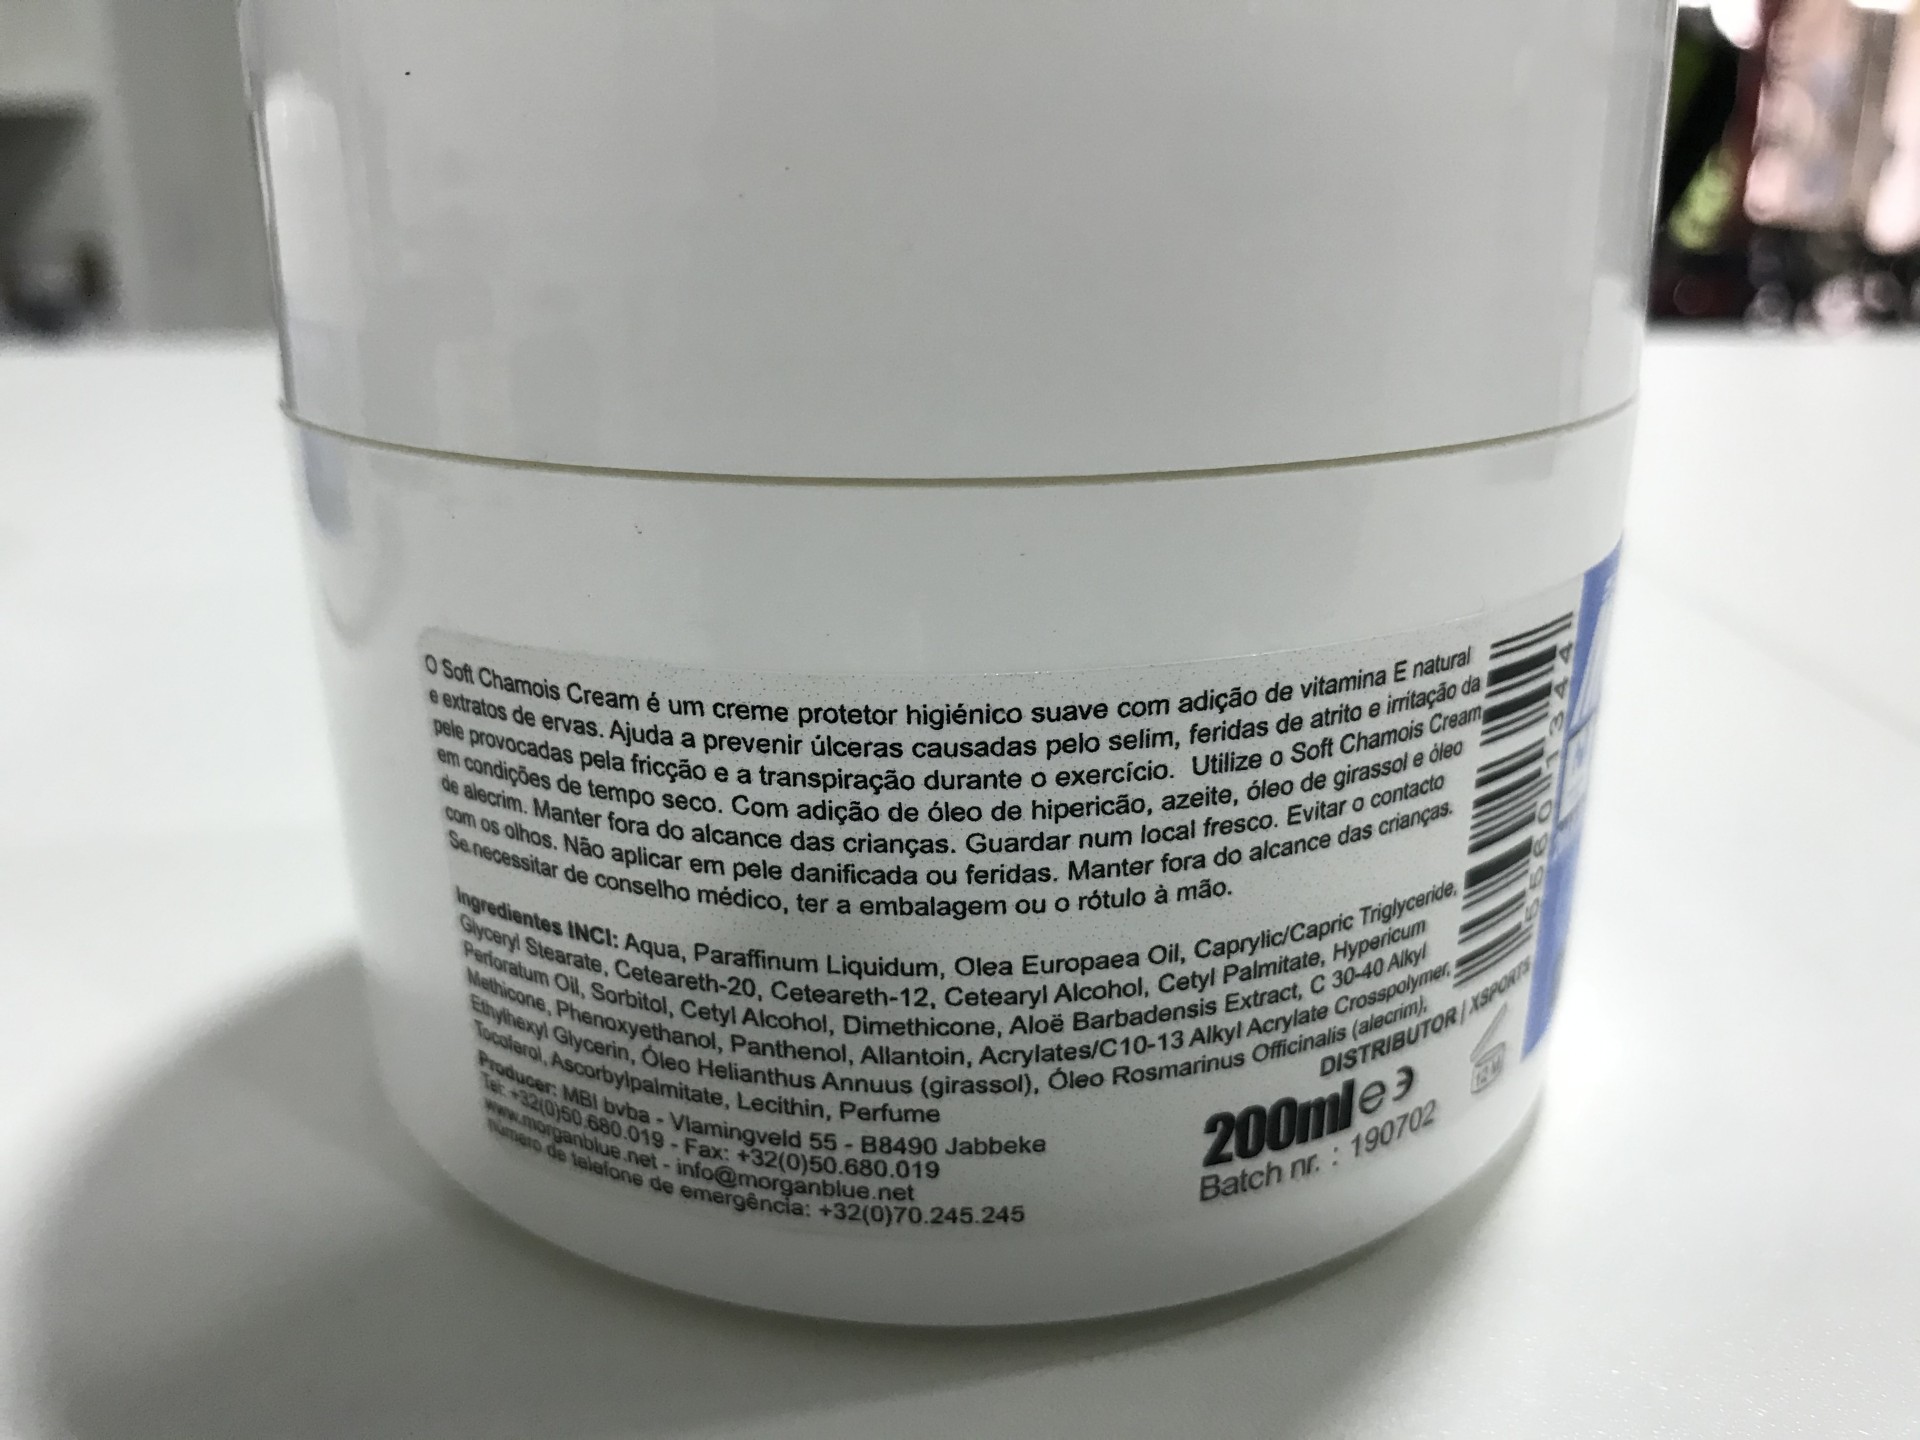 O Soft Chamois Cream é um creme protetor higiénico suave com adição de vitamina E natural
e extratos de ervas. Ajuda a prevenir úlceras causadas pelo selim, feridas de atrito e irritação da
pele provocadas pela fricção e a transpiração durante o exercício. Utilize o Soft Chamois Cream
em condições de tempo seco. Com adição de óleo de hipericão, azeite, óleo de girassol e óleo
de alecrim. Manter fora do alcance das crianças. Guardar num local fresco. Evitar o contacto
com os olhos. Não aplicar em pele danificada ou feridas. Manter fora do alcance das crianças.
Se necessitar de conselho médico, ter a embalagem ou o rótulo à mão.
Ingredientes INCI: Aqua, Paraffinum Liquidum, Olea Europaea Oil, Caprylic/Capric Triglyceride,
Glyceryl Stearate, Ceteareth-20, Ceteareth-12, Cetearyl Alcohol, Cetyl Palmitate, Hypericum
Perforatum Oil, Sorbitol, Cetyl Alcohol, Dimethicone, Aloë Barbadensis Extract, C 30-40 Alkyl
Methicone, Phenoxyethanol, Panthenol, Allantoin, Acrylates/C10-13 Alkyl Acrylate Crosspolymer,
Ethylhexyl Glycerin, Óleo Helianthus Annuus (girassol), Óleo Rosmarinus Officinalis (alecrim),
Tocoferol, Ascorbylpalmitate, Lecithin, Perfume
Producer: MBI bvba - Vlamingveld 55 - B8490 Jabbeke
Tel: +32(0)50.680.019 - Fax: +32(0)50.680.019
www.morganblue.net - info@morganblue.net
número de telefone de emergência: +32(0)70.245.245
DISTRIBUTOR | XSPORTS
200ml e
Batch nr. : 190702
12 M